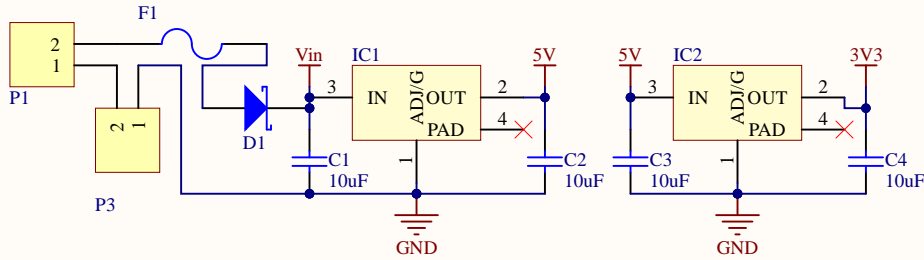 F1
2
1
P1
2
1
P3
D1
Vin
IC1
3
IN
ADJ/G
OUT
2
PAD
4
1
5V
C1
10uF
C2
10uF
GND
5V
IC2
3
IN
ADJ/G
OUT
2
PAD
4
1
3V3
C3
10uF
C4
10uF
GND